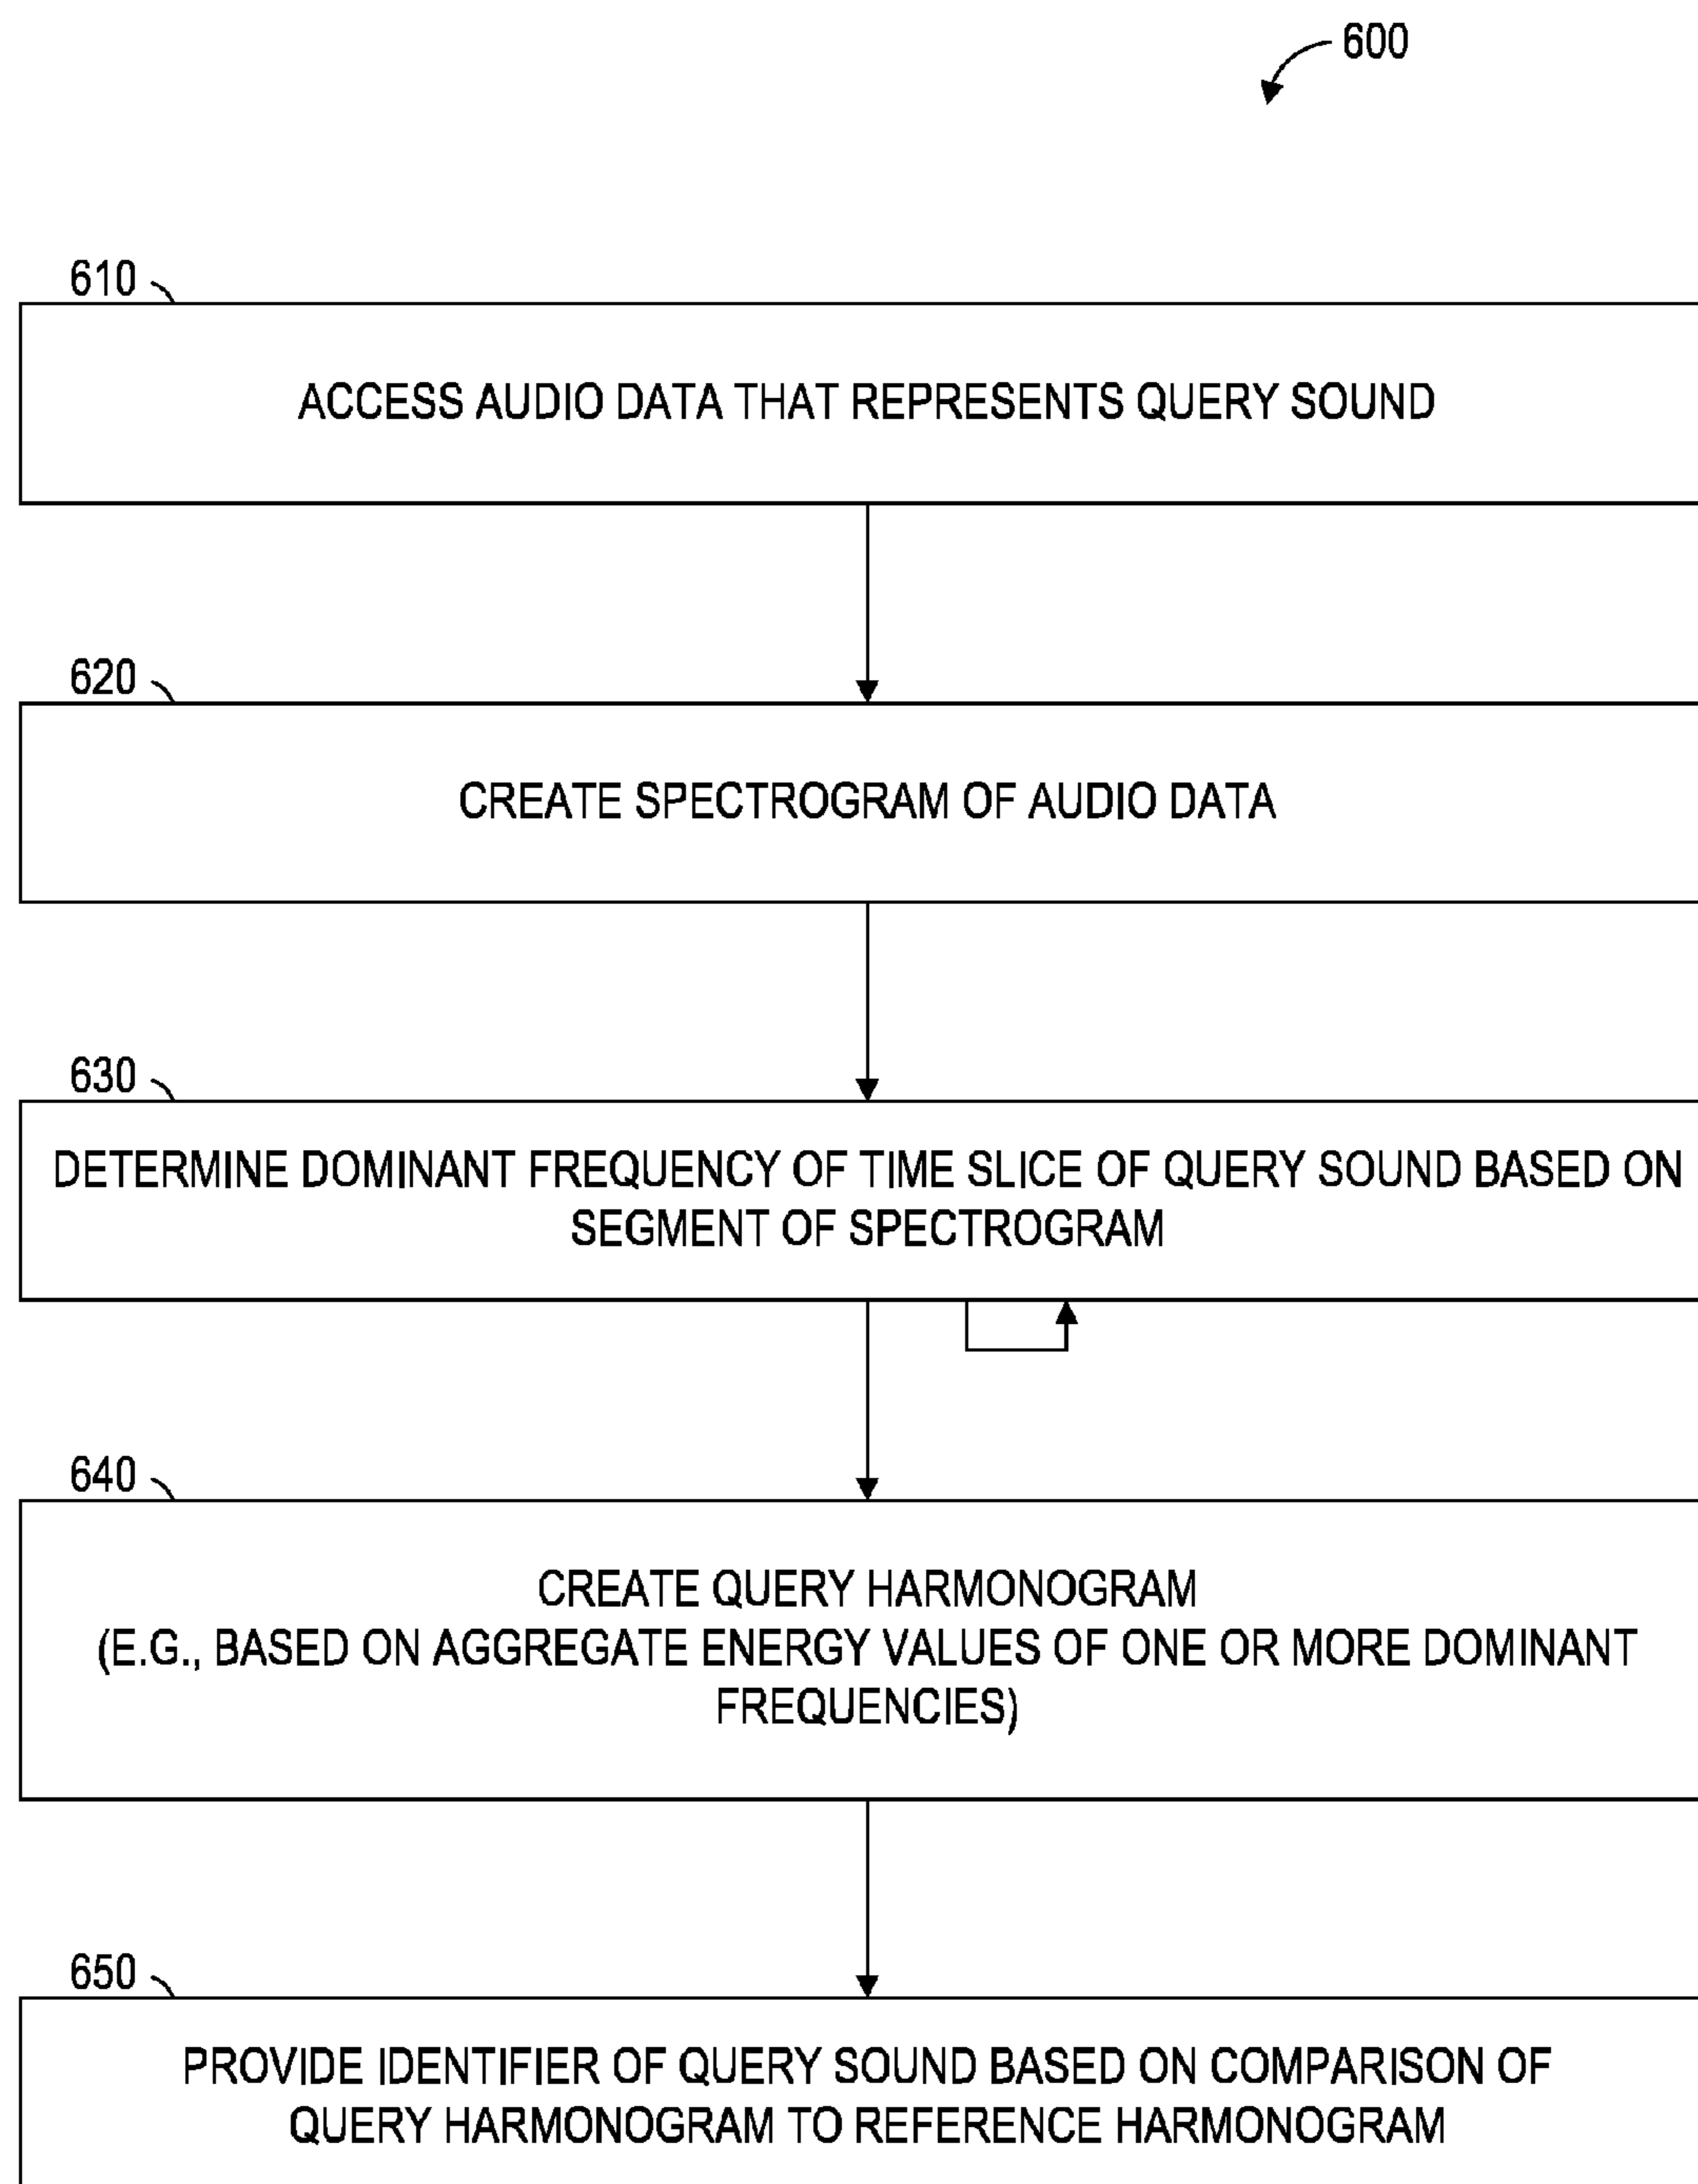 600
610
ACCESS AUDIO DATA THAT REPRESENTS QUERY SOUND
620
CREATE SPECTROGRAM OF AUDIO DATA
630
DETERMINE DOMINANT FREQUENCY OF TIME SLICE OF QUERY SOUND BASED ON
SEGMENT OF SPECTROGRAM
640
CREATE QUERY HARMONOGRAM
(E.G., BASED ON AGGREGATE ENERGY VALUES OF ONE OR MORE DOMINANT
FREQUENCIES)
650
PROVIDE IDENTIFIER OF QUERY SOUND BASED ON COMPARISON OF
QUERY HARMONOGRAM TO REFERENCE HARMONOGRAM